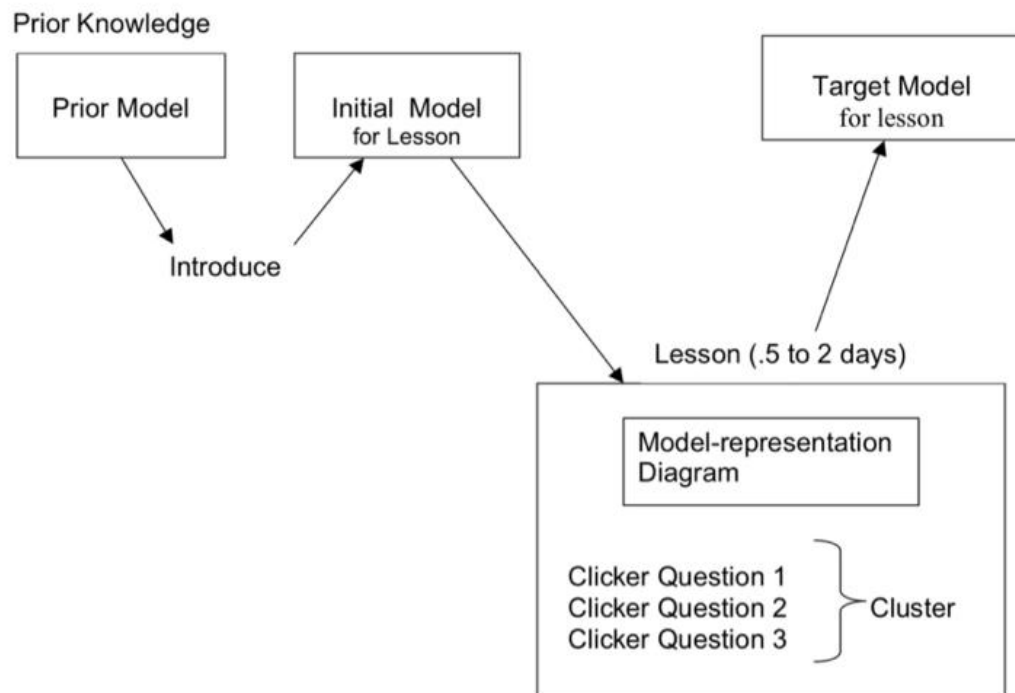 Prior Knowledge
Prior Model
Initial Model
for Lesson
Target Model
for lesson
Introduce
Lesson (.5 to 2 days)
Model-representation
Diagram
Clicker Question 1
Clicker Question 2
Clicker Question 3
Cluster